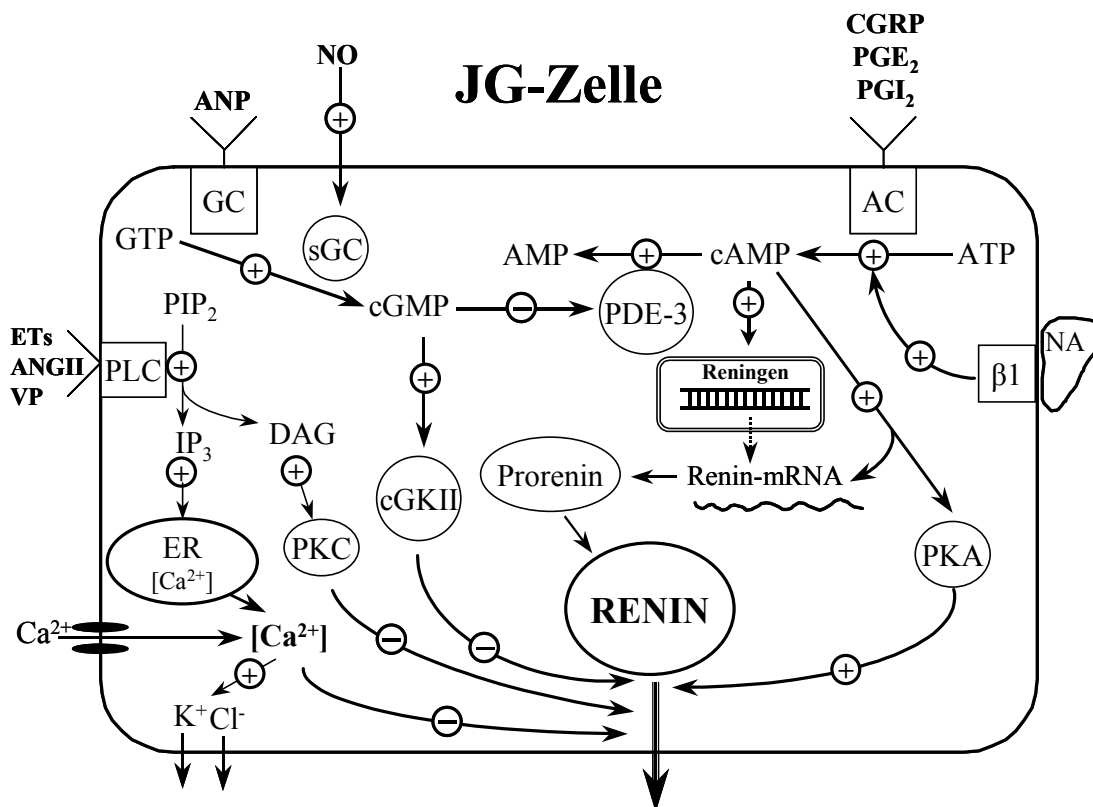 CGRP
PGE₂
PGI₂
NO
JG-Zelle
ANP
+
GC
AC
GTP
sGC
+
AMP
+
cAMP
+
ATP
PIP₂
cGMP
−
PDE-3
+
ETs
ANGII
VP
PLC
+
+
Reningen
+
β1
NA
+
IP₃
DAG
+
+
cGKII
Prorenin
Renin-mRNA
ER
[Ca²⁺]
PKC
PKA
RENIN
Ca²⁺
[Ca²⁺]
−
−
+
+
K⁺ Cl⁻
−